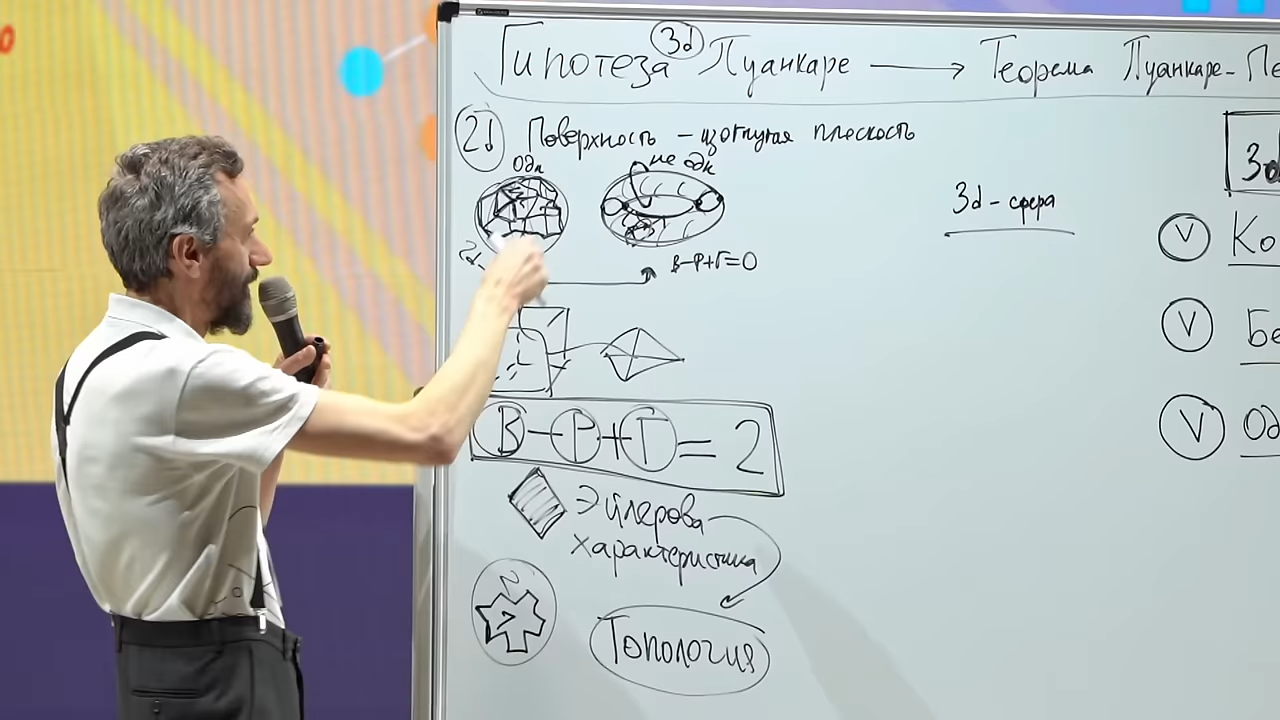 Гипотеза 3d Пуанкаре → Теорема Пуанкаре-Пе
2d Поверхность - изогнутая плоскость
Одн
не одн
3d - сфера
3d
В-Р+Г=0
V Ко
V Бе
В-Р+Г=2
V Од
Эйлерова
характеристика
Топология